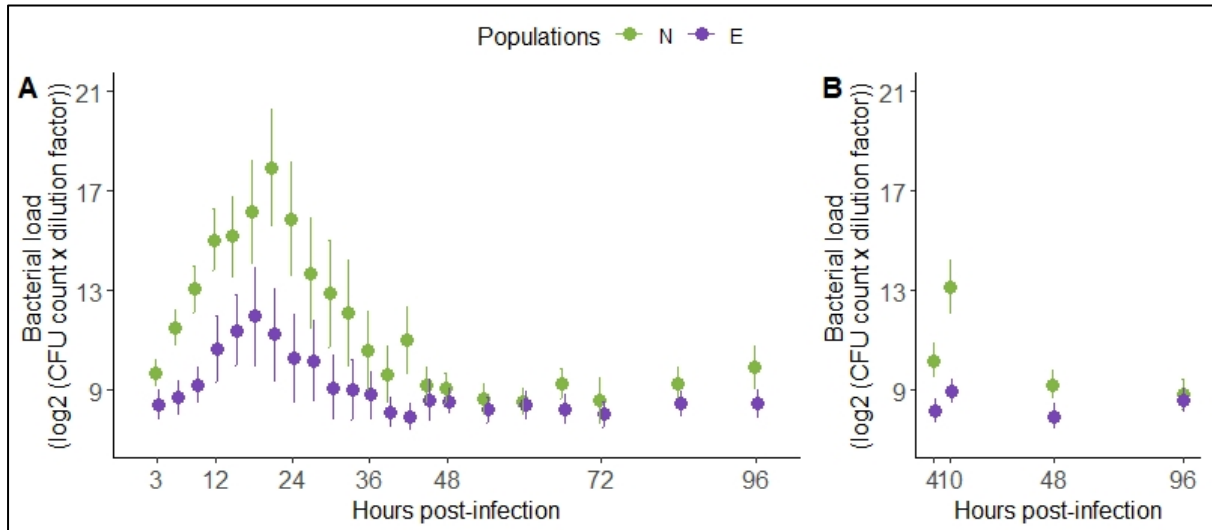 Populations N E
A
Bacterial load
(log2 (CFU count x dilution factor))
21
17
13
9
3 12 24 36 48 72 96
Hours post-infection
B
Bacterial load
(log2 (CFU count x dilution factor))
21
17
13
9
410 48 96
Hours post-infection